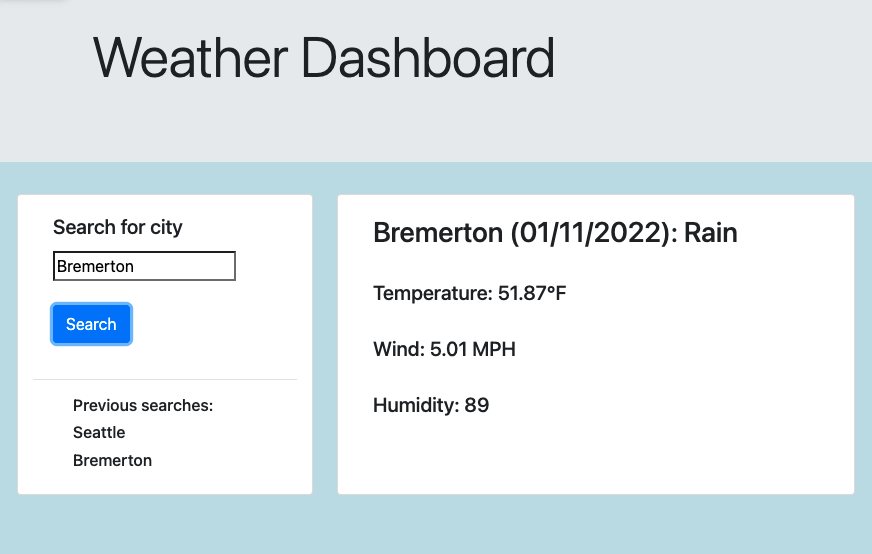 Weather Dashboard
Search for city
Bremerton
Search
Previous searches:
Seattle
Bremerton
Bremerton (01/11/2022): Rain
Temperature: 51.87°F
Wind: 5.01 MPH
Humidity: 89